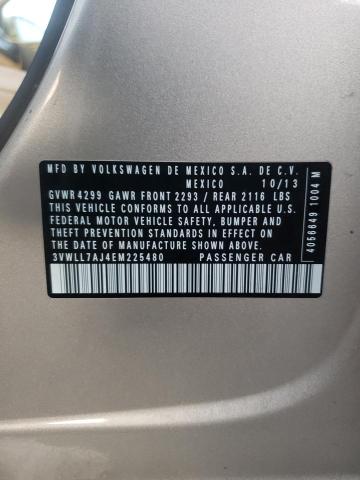 MFD BY VOLKSWAGEN DE MEXICO S.A. DE C.V.
MEXICO 10/13
GVWR 4299 GAWR FRONT 2293 / REAR 2116 LBS
THIS VEHICLE CONFORMS TO ALL APPLICABLE U.S.
FEDERAL MOTOR VEHICLE SAFETY, BUMPER AND
THEFT PREVENTION STANDARDS IN EFFECT ON THE
DATE OF MANUFACTURE SHOWN ABOVE.
3VWLL7AJ4EM225480 PASSENGER CAR
4056649 1004 M